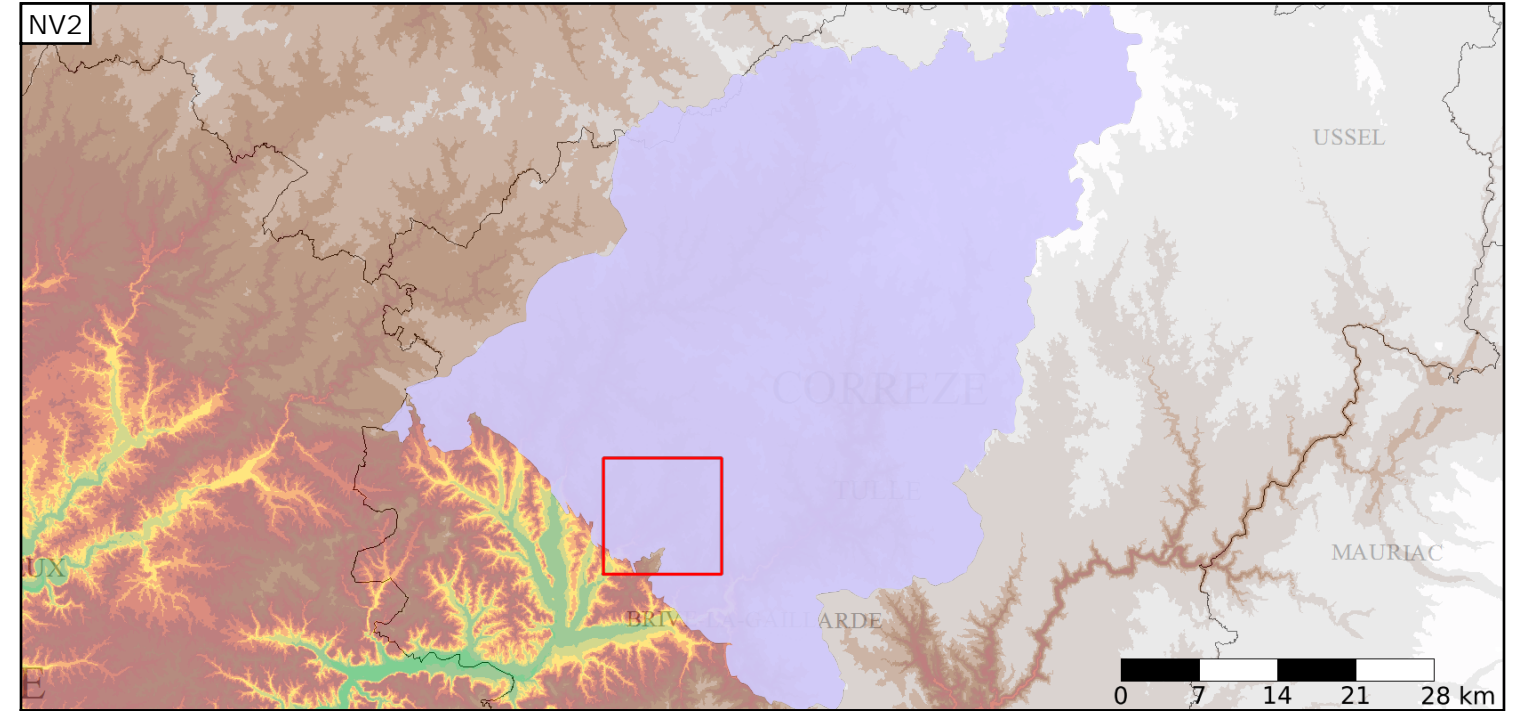 NV2
USSEL
CORREZE
TULLE
MAURIAC
UX
BRIVE-LA-GAILLARDE
E
0 7 14 21 28 km